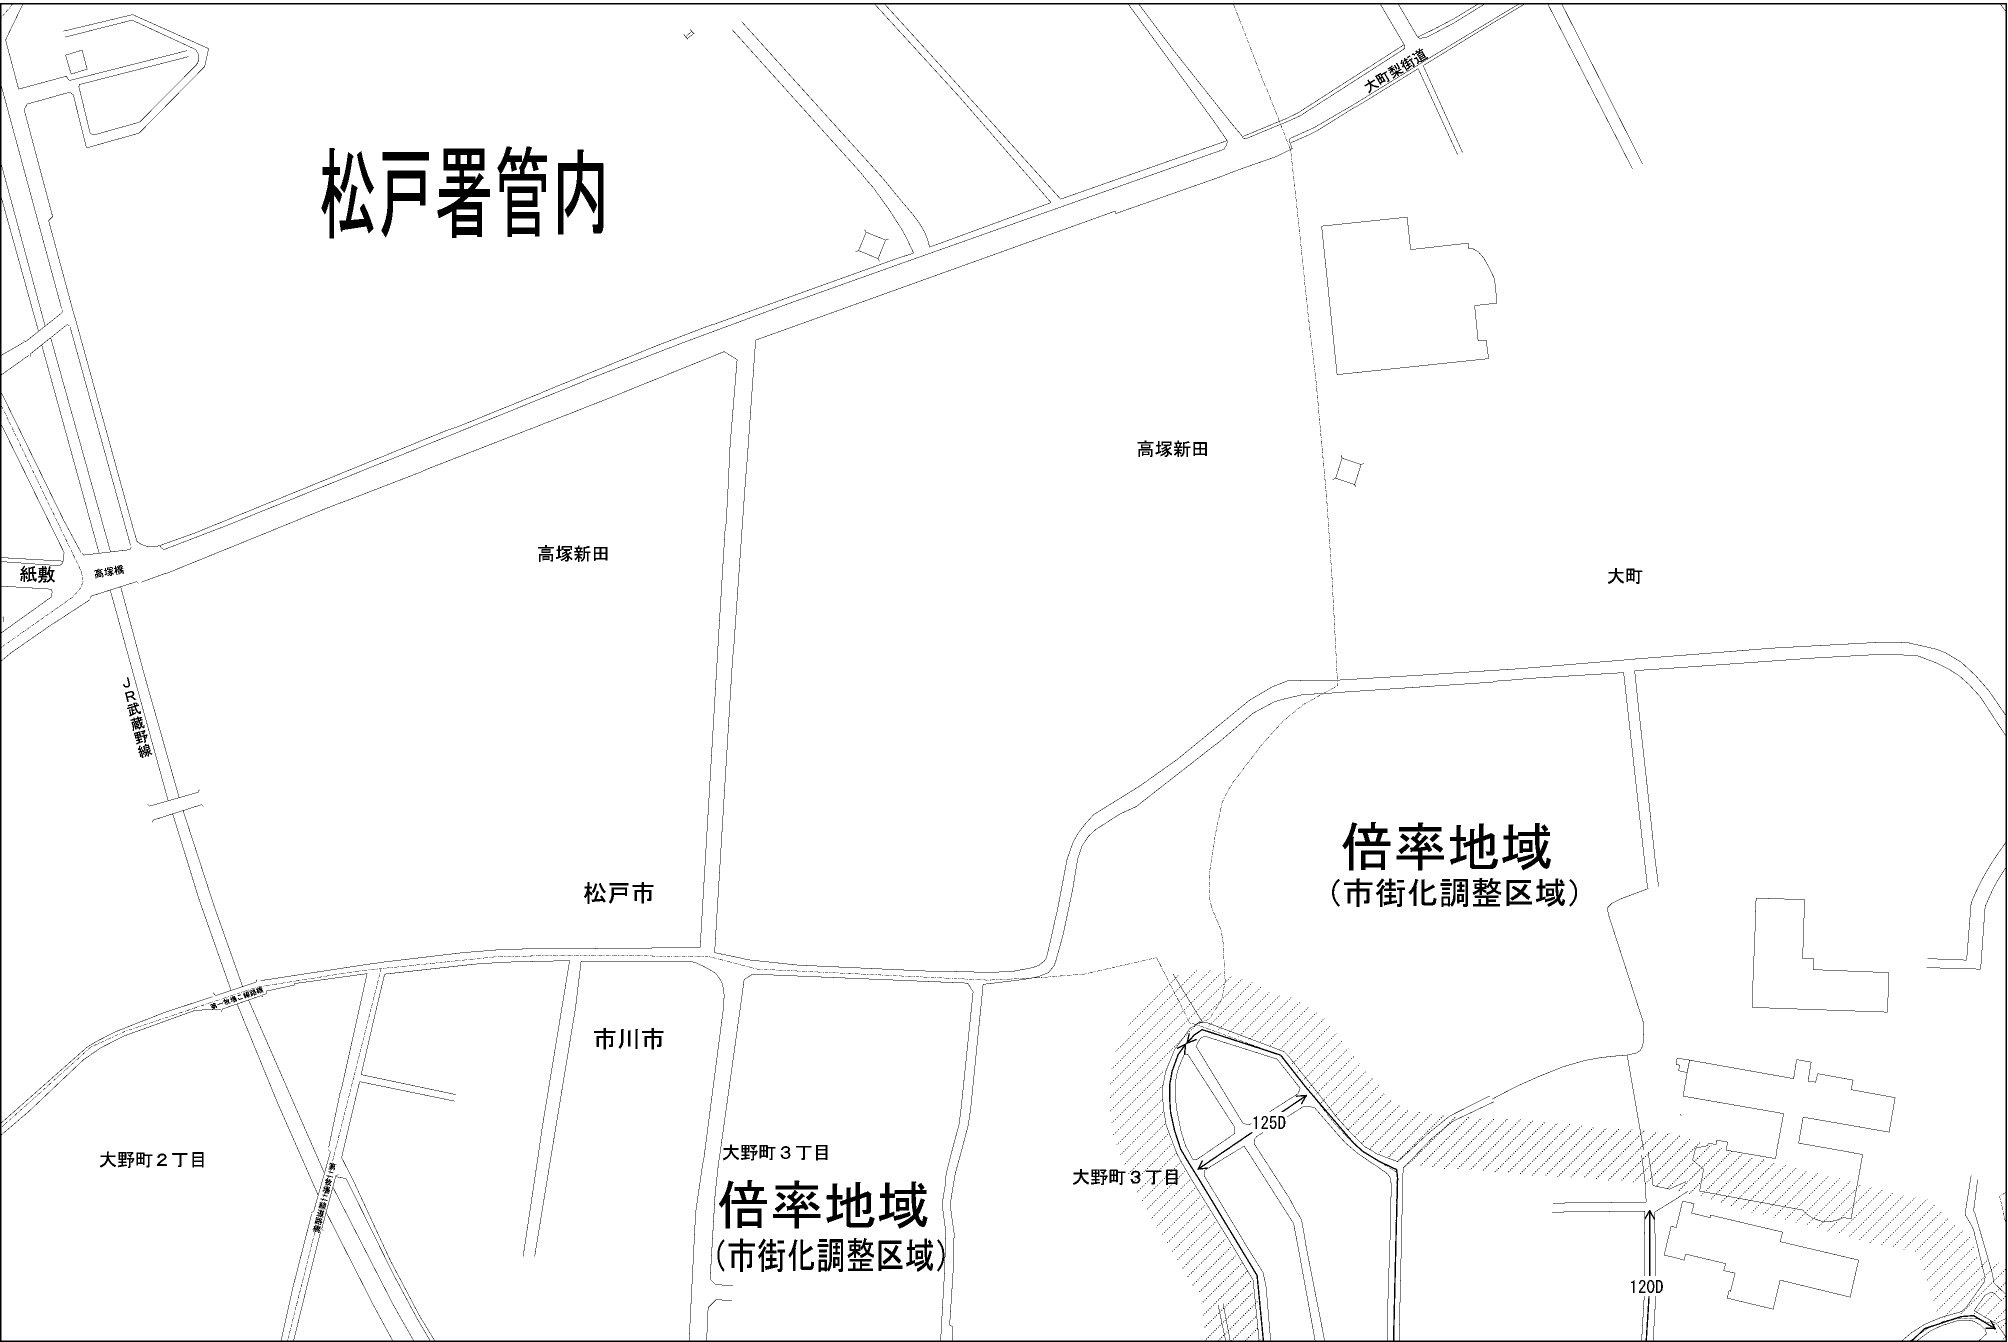 大町梨街道
松戸署管内
高塚新田
高塚新田
紙敷
高塚橋
大町
JR武蔵野線
倍率地域
（市街化調整区域）
松戸市
市川市
125D
大野町３丁目
大野町２丁目
大野町３丁目
倍率地域
（市街化調整区域）
120D